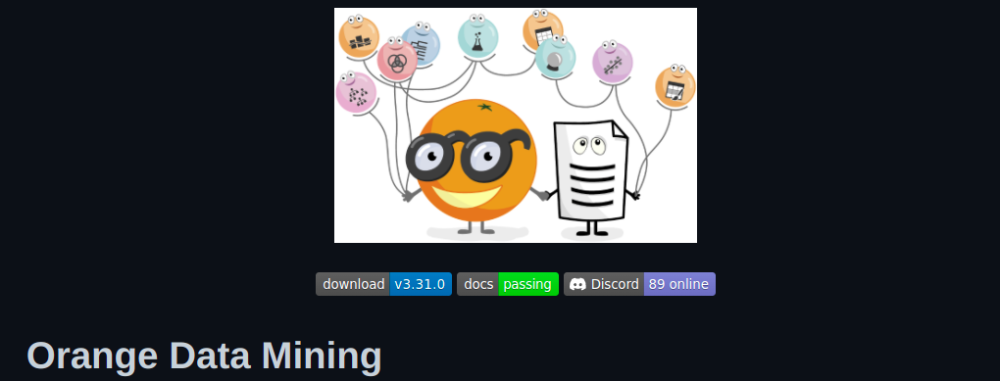 download v3.31.0 docs passing Discord 89 online
Orange Data Mining